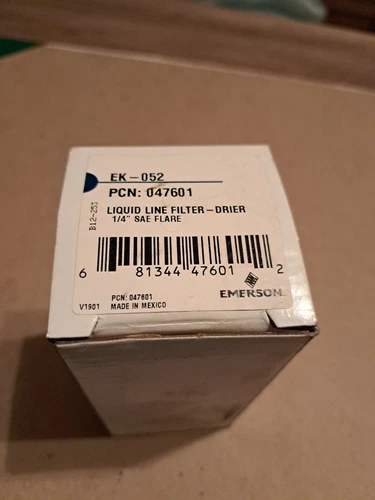 EK-052
PCN: 047601
LIQUID LINE FILTER-DRIER
1/4" SAE FLARE
B12-251
6 81344 47601 2
EMERSON
PCN: 047601
V1901 MADE IN MEXICO